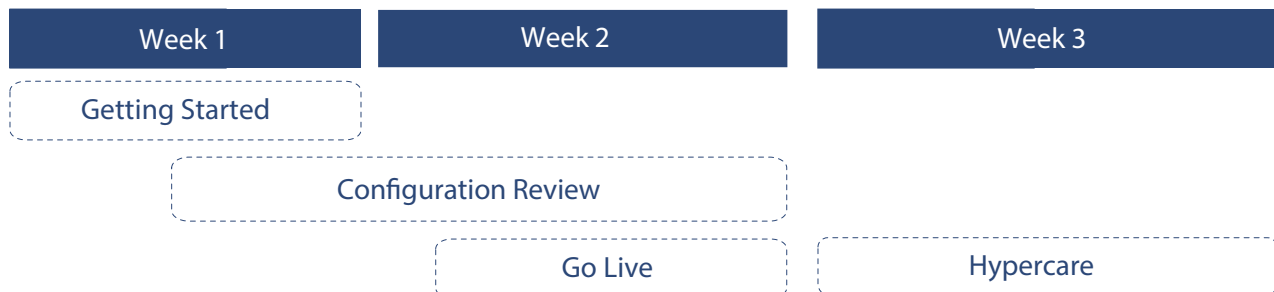 Week 1
Week 2
Week 3
Getting Started
Configuration Review
Go Live
Hypercare